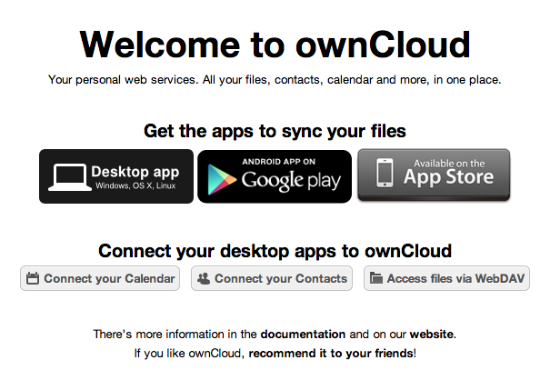 Welcome to ownCloud
Your personal web services. All your files, contacts, calendar and more, in one place.
Get the apps to sync your files
Desktop app
Windows, OS X, Linux
ANDROID APP ON
Google play
Available on the
App Store
Connect your desktop apps to ownCloud
Connect your Calendar
Connect your Contacts
Access files via WebDAV
There's more information in the documentation and on our website.
If you like ownCloud, recommend it to your friends!